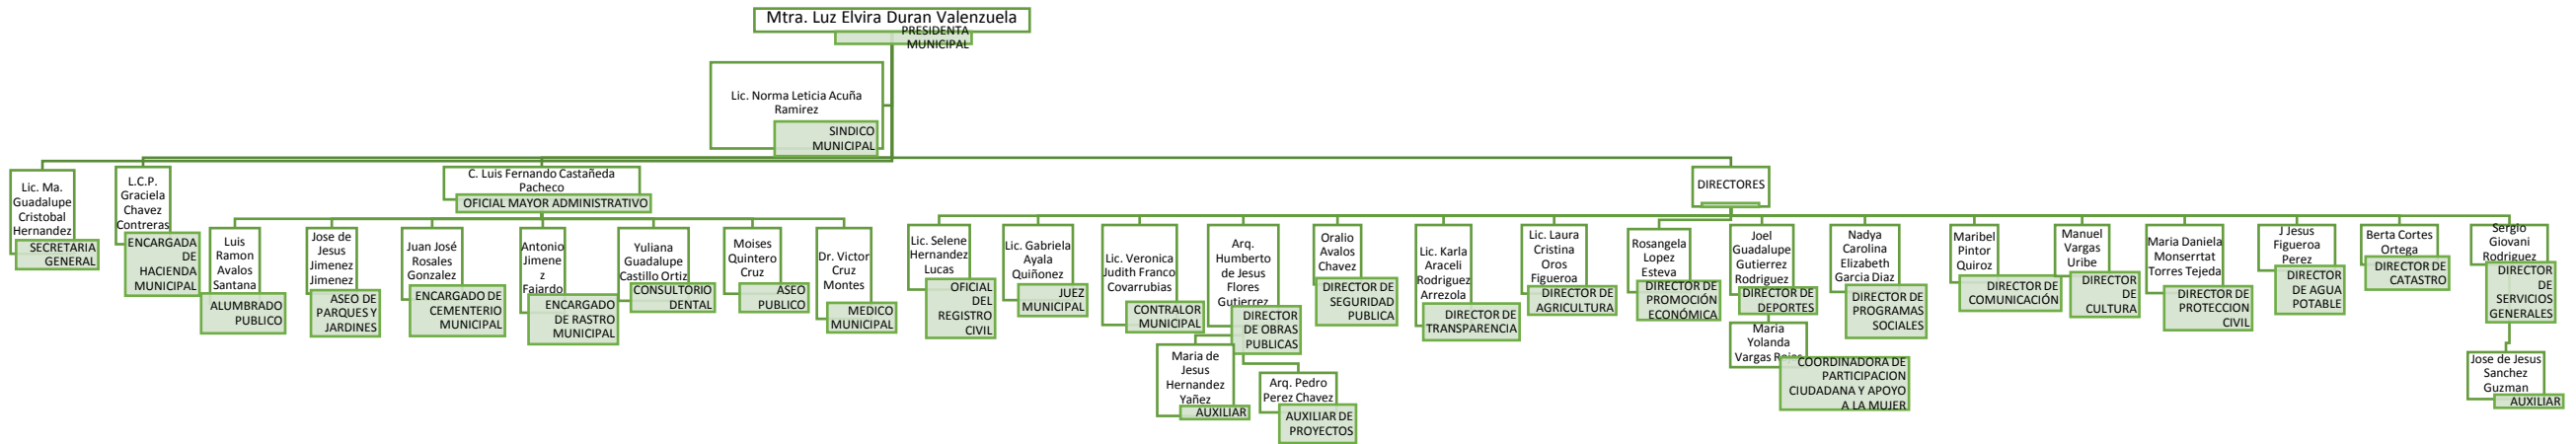 Mtra. Luz Elvira Duran Valenzuela
PRESIDENTA
MUNICIPAL
Lic. Norma Leticia Acuña
Ramirez
SINDICO
MUNICIPAL
Lic. Ma.
Guadalupe
Cristobal
Hernandez
SECRETARIA
GENERAL
L.C.P.
Graciela
Chavez
Contreras
ENCARGADA
DE
HACIENDA
MUNICIPAL
C. Luis Fernando Castañeda
Pacheco
OFICIAL MAYOR ADMINISTRATIVO
Luis
Ramon
Avalos
Santana
ALUMBRADO
PUBLICO
Jose de
Jesus
Jimenez
Jimenez
ASEO DE
PARQUES Y
JARDINES
Juan José
Rosales
Gonzalez
ENCARGADO DE
CEMENTERIO
MUNICIPAL
Antonio
Jimene
z
Fajardo
ENCARGADO
DE RASTRO
MUNICIPAL
Yuliana
Guadalupe
Castillo Ortiz
CONSULTORIO
DENTAL
Moises
Quintero
Cruz
ASEO
PUBLICO
Dr. Victor
Cruz
Montes
MEDICO
MUNICIPAL
DIRECTORES
Lic. Selene
Hernandez
Lucas
OFICIAL
DEL
REGISTRO
CIVIL
Lic. Gabriela
Ayala
Quiñonez
JUEZ
MUNICIPAL
Lic. Veronica
Judith Franco
Covarrubias
CONTRALOR
MUNICIPAL
Arq.
Humberto
de Jesus
Flores
Gutierrez
DIRECTOR
DE OBRAS
PUBLICAS
Maria de
Jesus
Hernandez
Yañez
AUXILIAR
Arq. Pedro
Perez Chavez
AUXILIAR DE
PROYECTOS
Oralio
Avalos
Chavez
DIRECTOR DE
SEGURIDAD
PUBLICA
Lic. Karla
Araceli
Rodriguez
Arrezola
DIRECTOR DE
TRANSPARENCIA
Lic. Laura
Cristina
Oros
Figueroa
DIRECTOR DE
AGRICULTURA
Rosangela
Lopez
Esteva
DIRECTOR DE
PROMOCIÓN
ECONÓMICA
Joel
Guadalupe
Gutierrez
Rodriguez
DIRECTOR DE
DEPORTES
Maria
Yolanda
Vargas Rojas
COORDINADORA DE
PARTICIPACION
CIUDADANA Y APOYO
A LA MUJER
Nadya
Carolina
Elizabeth
Garcia Diaz
DIRECTOR DE
PROGRAMAS
SOCIALES
Maribel
Pintor
Quiroz
DIRECTOR DE
COMUNICACIÓN
Manuel
Vargas
Uribe
DIRECTOR
DE
CULTURA
Maria Daniela
Monserrtat
Torres Tejeda
DIRECTOR DE
PROTECCION
CIVIL
J Jesus
Figueroa
Perez
DIRECTOR
DE AGUA
POTABLE
Berta Cortes
Ortega
DIRECTOR DE
CATASTRO
Sergio
Giovani
Rodriguez
DIRECTOR
DE
SERVICIOS
GENERALES
Jose de Jesus
Sanchez
Guzman
AUXILIAR